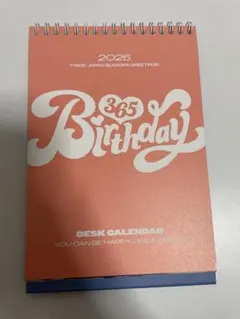 2025
TWICE JAPAN SEASON'S GREETINGS
365
Birthday
DESK CALENDAR
YOU CAN BE HAPPY, LIKE A